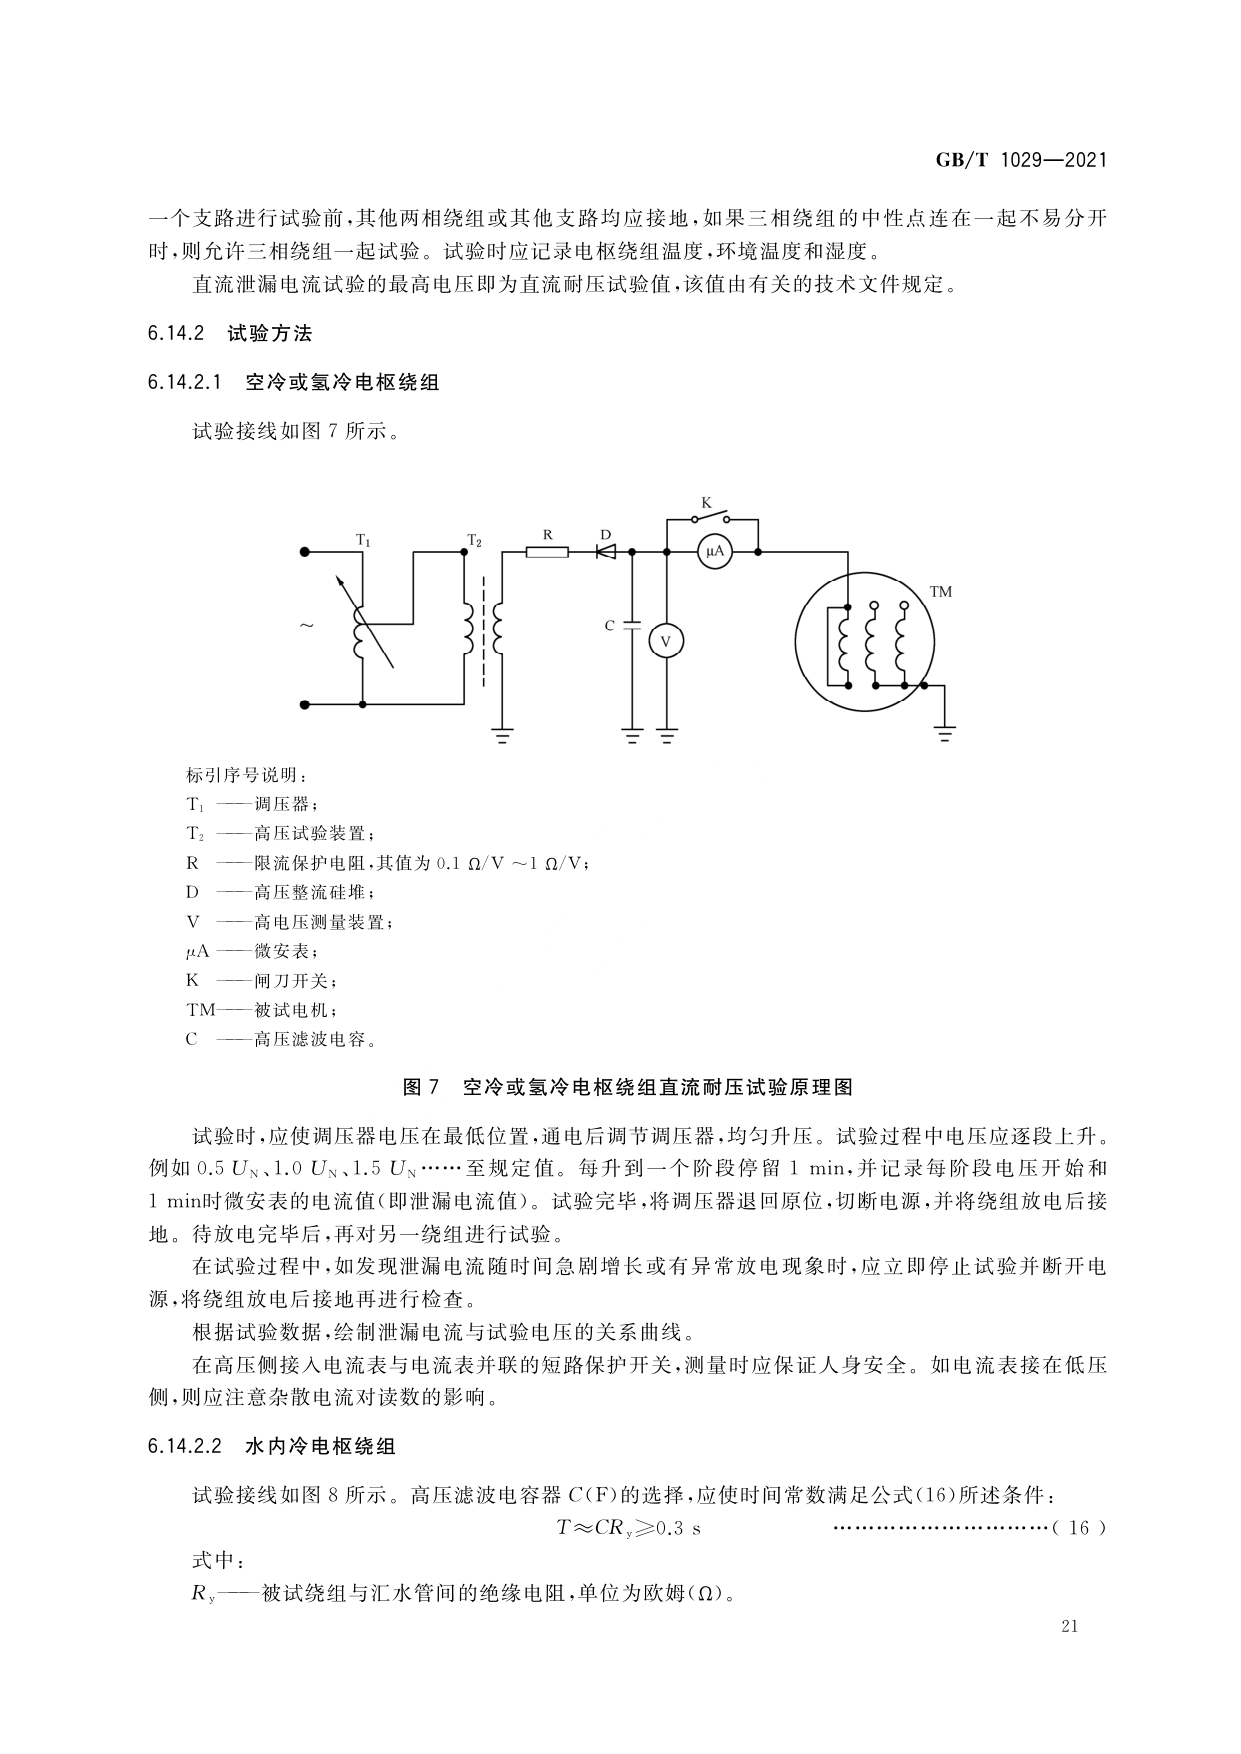 GB/T 1029—2021
一个支路进行试验前,其他两相绕组或其他支路均应接地,如果三相绕组的中性点连在一起不易分开
时,则允许三相绕组一起试验。试验时应记录电枢绕组温度,环境温度和湿度。
直流泄漏电流试验的最高电压即为直流耐压试验值,该值由有关的技术文件规定。
6.14.2 试验方法
6.14.2.1 空冷或氢冷电枢绕组
试验接线如图 7 所示。
K
T₁
T₂
R
D
μA
TM
~
C
V
标引序号说明:
T₁ ——调压器;
T₂ ——高压试验装置;
R ——限流保护电阻,其值为 0.1 Ω/V ~1 Ω/V;
D ——高压整流硅堆;
V ——高电压测量装置;
μA ——微安表;
K ——闸刀开关;
TM——被试电机;
C ——高压滤波电容。
图 7 空冷或氢冷电枢绕组直流耐压试验原理图
试验时,应使调压器电压在最低位置,通电后调节调压器,均匀升压。试验过程中电压应逐段上升。
例如 0.5 U_N、1.0 U_N、1.5 U_N……至规定值。每升到一个阶段停留 1 min,并记录每阶段电压开始和
1 min时微安表的电流值(即泄漏电流值)。试验完毕,将调压器退回原位,切断电源,并将绕组放电后接
地。待放电完毕后,再对另一绕组进行试验。
在试验过程中,如发现泄漏电流随时间急剧增长或有异常放电现象时,应立即停止试验并断开电
源,将绕组放电后接地再进行检查。
根据试验数据,绘制泄漏电流与试验电压的关系曲线。
在高压侧接入电流表与电流表并联的短路保护开关,测量时应保证人身安全。如电流表接在低压
侧,则应注意杂散电流对读数的影响。
6.14.2.2 水内冷电枢绕组
试验接线如图 8 所示。高压滤波电容器 C(F)的选择,应使时间常数满足公式(16)所述条件:
T≈CR_y≥0.3 s …………………………( 16 )
式中:
R_y——被试绕组与汇水管间的绝缘电阻,单位为欧姆(Ω)。
21